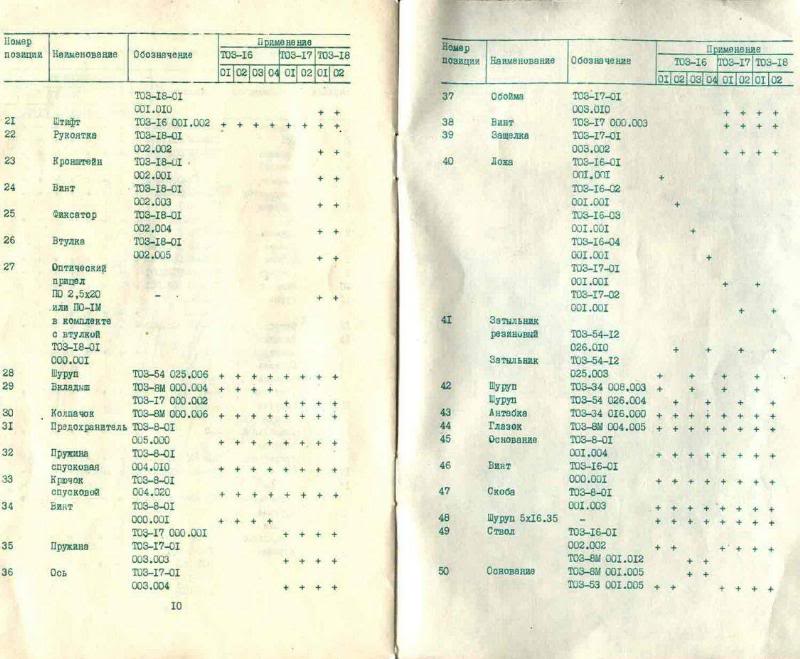 Номер Применение
позиции Наименование Обозначение ТОЗ-16 ТОЗ-17 ТОЗ-18
01 02 03 04 01 02 01 02
ТОЗ-18-01
001.010 + +
21 Штифт ТОЗ-16 001.002 + + + + + + + +
22 Рукоятка ТОЗ-18-01
002.002 + +
23 Кронштейн ТОЗ-18-01
002.001 + +
24 Винт ТОЗ-18-01
002.003 + +
25 Фиксатор ТОЗ-18-01
002.004 + +
26 Втулка ТОЗ-18-01
002.005 + +
27 Оптический
прицел
ПО 2,5х20 – + +
или ПО-1М
в комплекте
с втулкой
ТОЗ-18-01
000.001
28 Шуруп ТОЗ-54 025.006 + + + + + + + +
29 Вкладыш ТОЗ-8М 000.004 + + + +
ТОЗ-17 000.002 + + + +
30 Колпачок ТОЗ-8М 000.006 + + + + + + + +
31 Предохранитель ТОЗ-8-01
005.000 + + + + + + + +
32 Пружина ТОЗ-8-01
спусковая 004.010 + + + + + + + +
33 Крючок ТОЗ-8-01
спусковой 004.020 + + + + + + + +
34 Винт ТОЗ-8-01
000.001 + + + +
ТОЗ-17 000.001 + + + +
35 Пружина ТОЗ-17-01
003.003 + + + +
36 Ось ТОЗ-17-01
003.004 + + + +
10
Номер Применение
позиции Наименование Обозначение ТОЗ-16 ТОЗ-17 ТОЗ-18
01 02 03 04 01 02 01 02
37 Обойма ТОЗ-17-01
003.010 + + + +
38 Винт ТОЗ-17 000.003 + + + +
39 Защелка ТОЗ-17-01
003.002 + + + +
40 Ложа ТОЗ-16-01
001.001 +
ТОЗ-16-02
001.001 +
ТОЗ-16-03
001.001 +
ТОЗ-16-04
001.001 +
ТОЗ-17-01
001.001 + +
ТОЗ-17-02
001.001 + +
41 Затыльник
резиновый ТОЗ-54-12
026.010 + + + +
Затыльник ТОЗ-54-12
025.003 + + + +
42 Шуруп ТОЗ-34 008.003 + + + +
Шуруп ТОЗ-54 026.004 + + + +
43 Антабка ТОЗ-34 016.000 + + + + + + + +
44 Глазок ТОЗ-8М 004.005 + + + + + + + +
45 Основание ТОЗ-8-01
001.004 + + + + + + + +
46 Винт ТОЗ-16-01
000.001 + + + + + + + +
47 Скоба ТОЗ-8-01
001.003 + + + + + + + +
48 Шуруп 5х16.35 – + + + + + + + +
49 Ствол ТОЗ-16-01
002.002 + + + + + +
ТОЗ-8М 001.012 + +
50 Основание ТОЗ-8М 001.005 + +
ТОЗ-53 001.005 + + + + + +